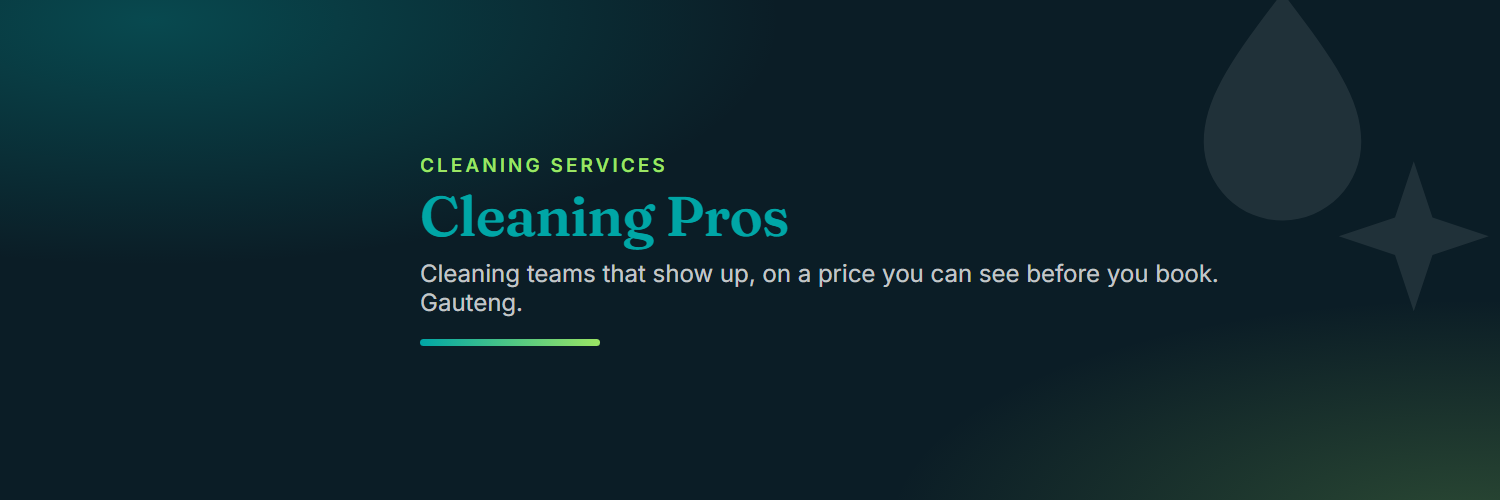 CLEANING SERVICES
Cleaning Pros
Cleaning teams that show up, on a price you can see before you book.
Gauteng.